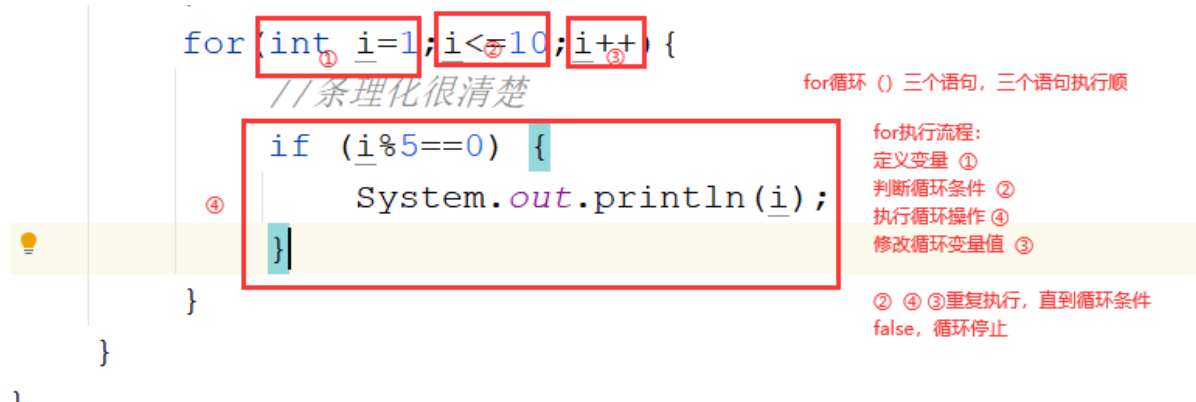 for(int i=1;i<=10;i++){
① ② ③
//条理化很清楚
for循环（）三个语句，三个语句执行顺
if (i%5==0) {
for执行流程：
定义变量 ①
判断循环条件 ②
System.out.println(i);
④
执行循环操作 ④
}
修改循环变量值 ③
}
② ④ ③重复执行，直到循环条件
false，循环停止
}
}